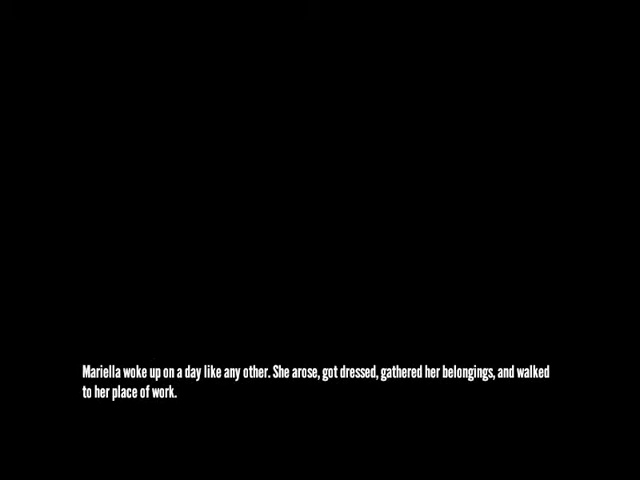 Mariella woke up on a day like any other. She arose, got dressed, gathered her belongings, and walked
to her place of work.